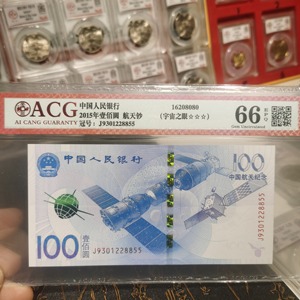 ACG
AI CANG GUARANTY
中国人民银行
2015年壹佰圆 航天钞
冠号: J9301228855
16208080
(宇宙之眼☆☆☆)
66
EPQ
中国人民银行
100
中国航天纪念
J9301228855
100
壹佰圆
J9301228855